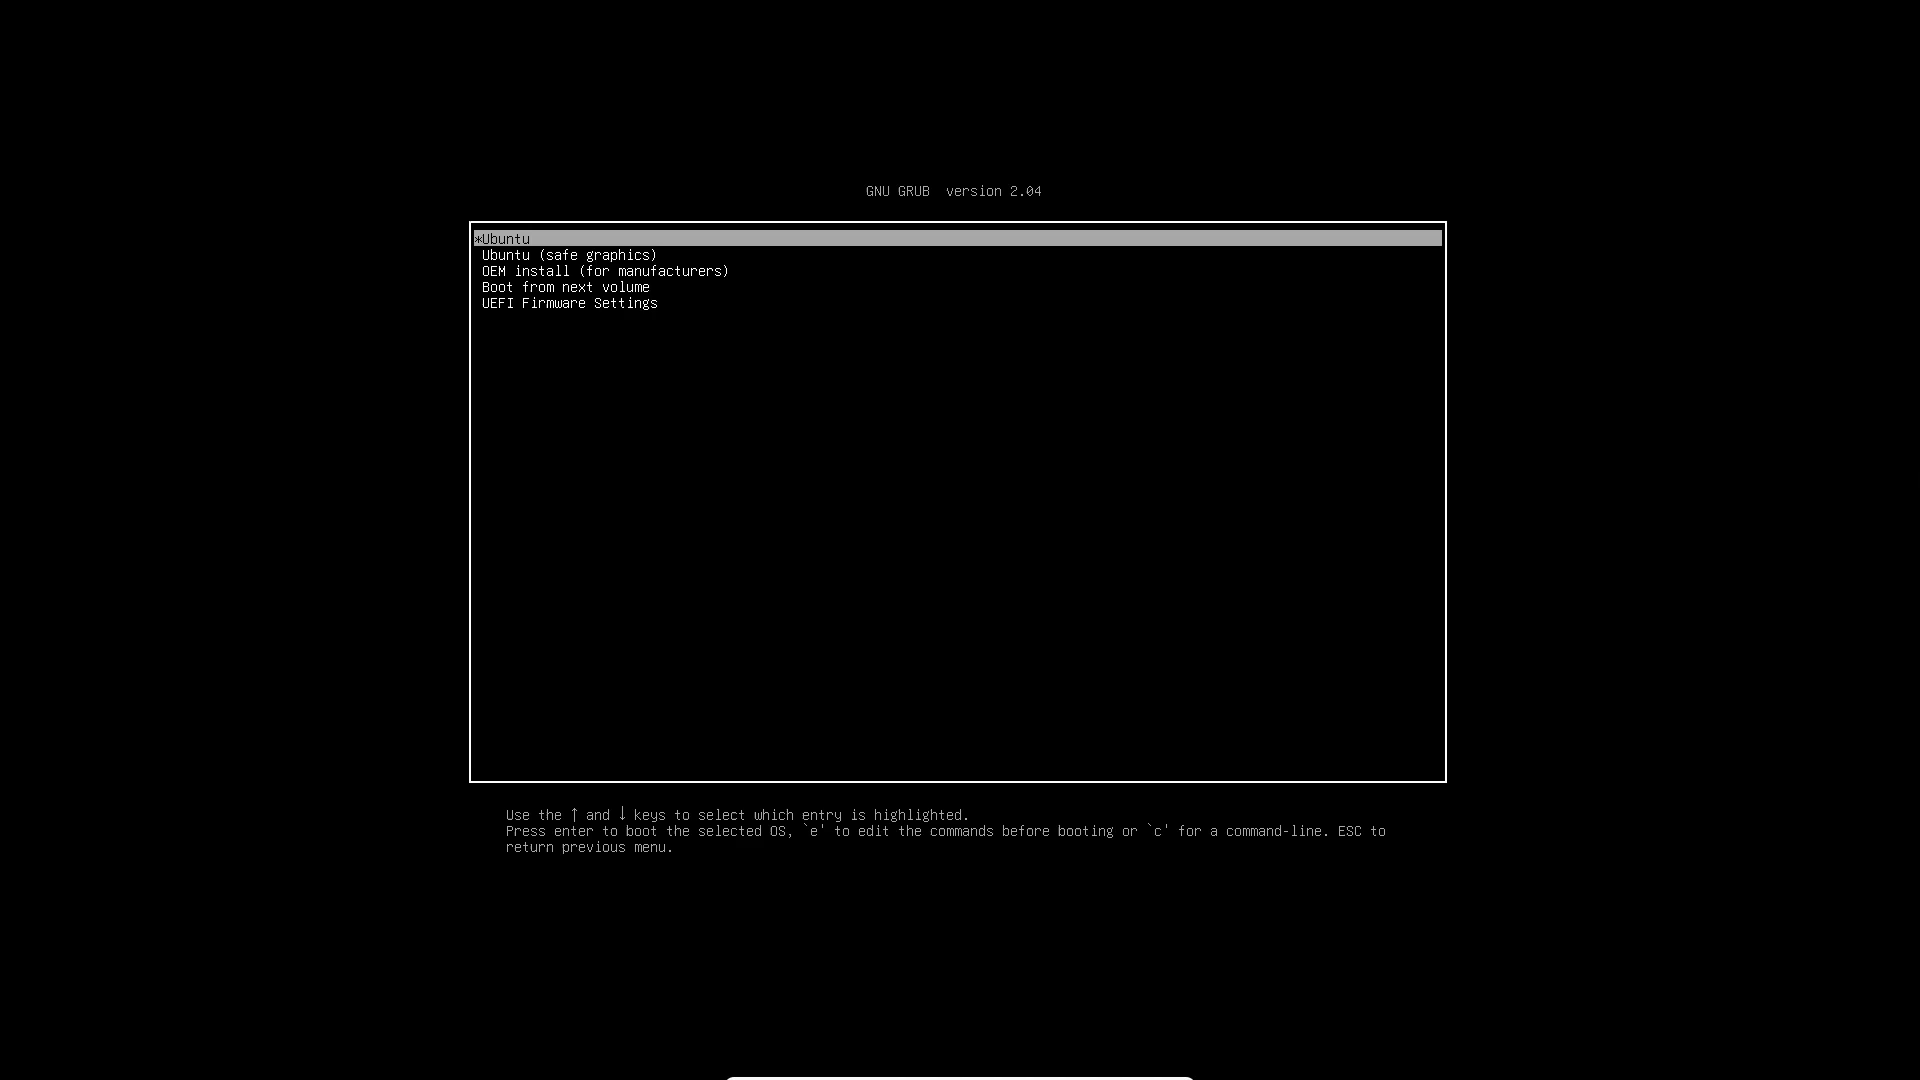 GNU GRUB  version 2.04
*Ubuntu
Ubuntu (safe graphics)
OEM install (for manufacturers)
Boot from next volume
UEFI Firmware Settings
Use the ↑ and ↓ keys to select which entry is highlighted.
Press enter to boot the selected OS, `e' to edit the commands before booting or `c' for a command-line. ESC to
return previous menu.